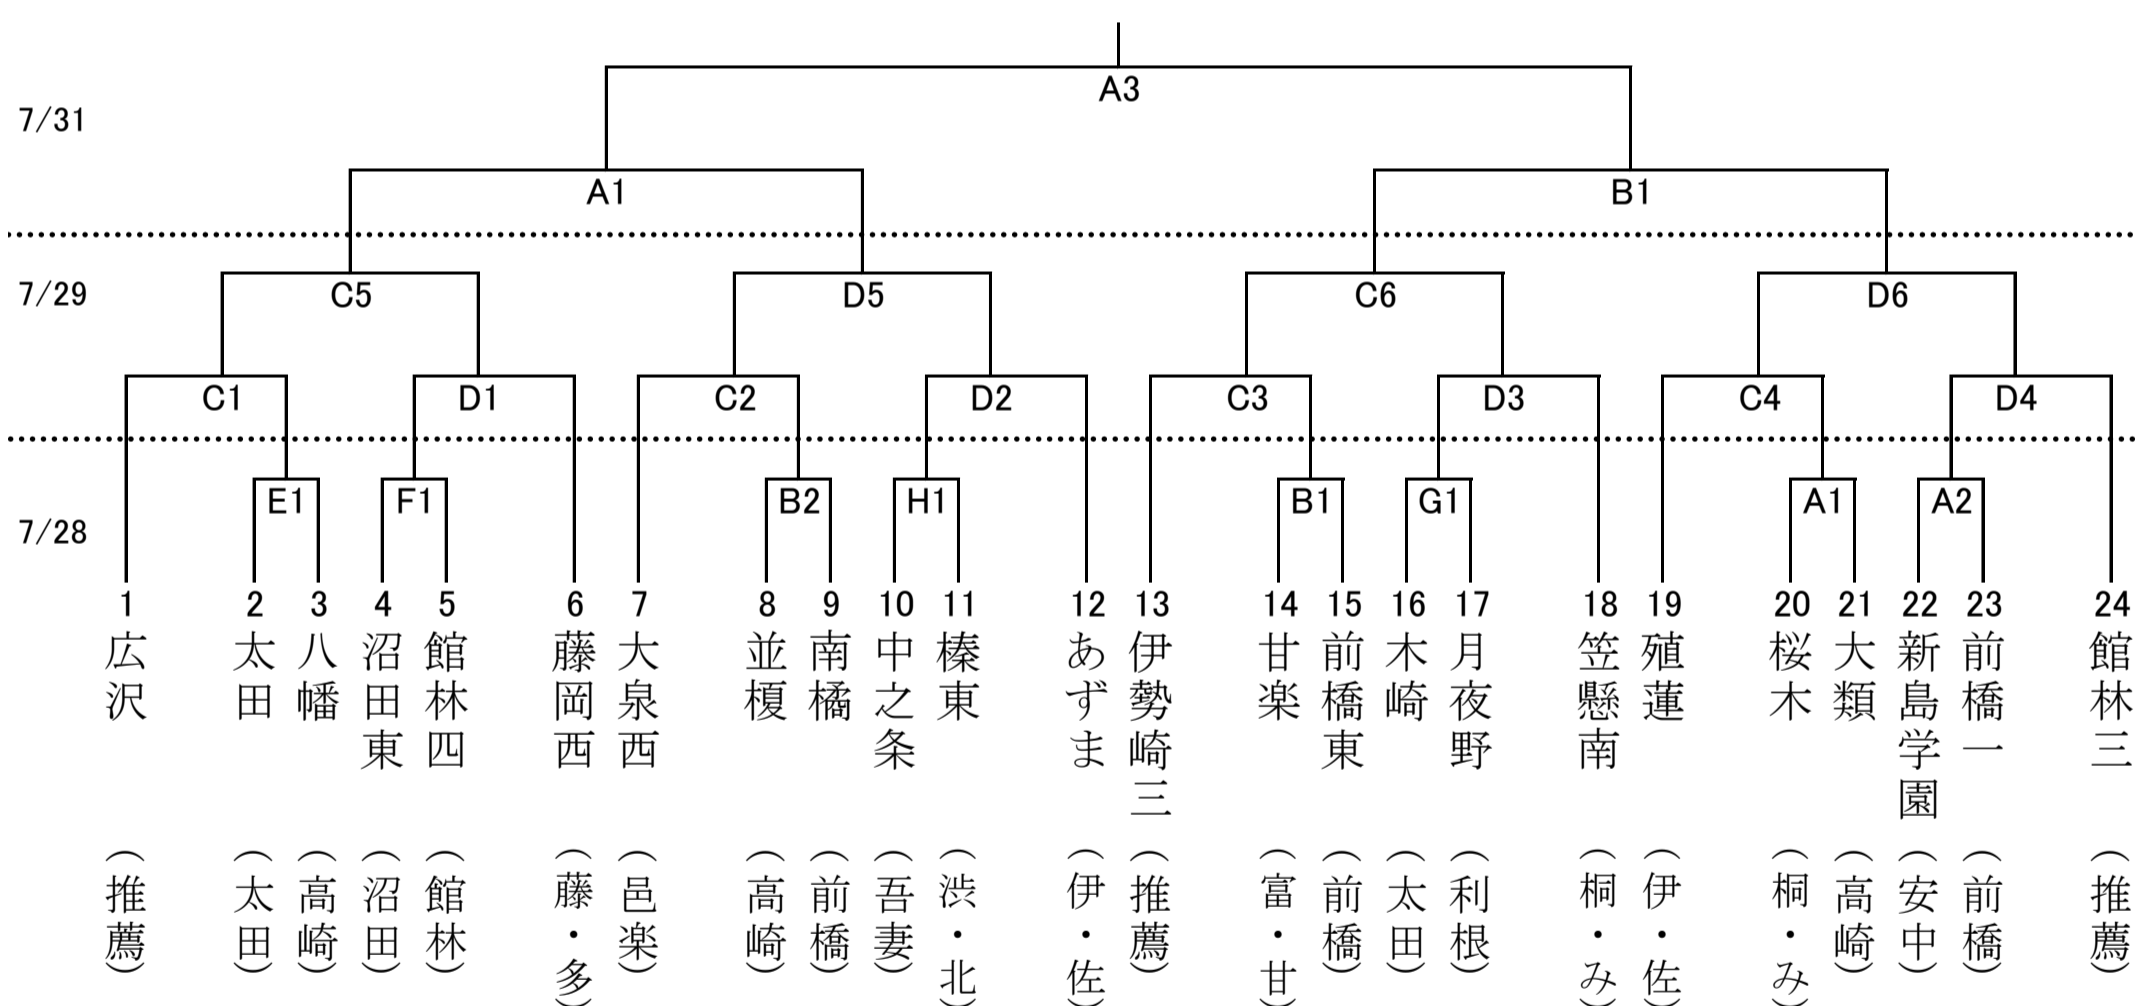 A3
7/31
A1
B1
7/29
C5
D5
C6
D6
C1
D1
C2
D2
C3
D3
C4
D4
7/28
E1
F1
B2
H1
B1
G1
A1
A2
1
2
3
4
5
6
7
8
9
10
11
12
13
14
15
16
17
18
19
20
21
22
23
24
広沢
太田
八幡
沼田東
館林四
藤岡西
大泉西
並榎
南橘
中之条
榛東
あずま
伊勢崎三
甘楽
前橋東
木崎
月夜野
笠懸南
殖蓮
桜木
大類
新島学園
前橋一
館林三
（推薦）
（太田）
（高崎）
（沼田）
（館林）
（藤・多）
（邑楽）
（高崎）
（前橋）
（吾妻）
（渋・北）
（伊・佐）
（推薦）
（富・甘）
（前橋）
（太田）
（利根）
（桐・み）
（伊・佐）
（桐・み）
（高崎）
（安中）
（前橋）
（推薦）